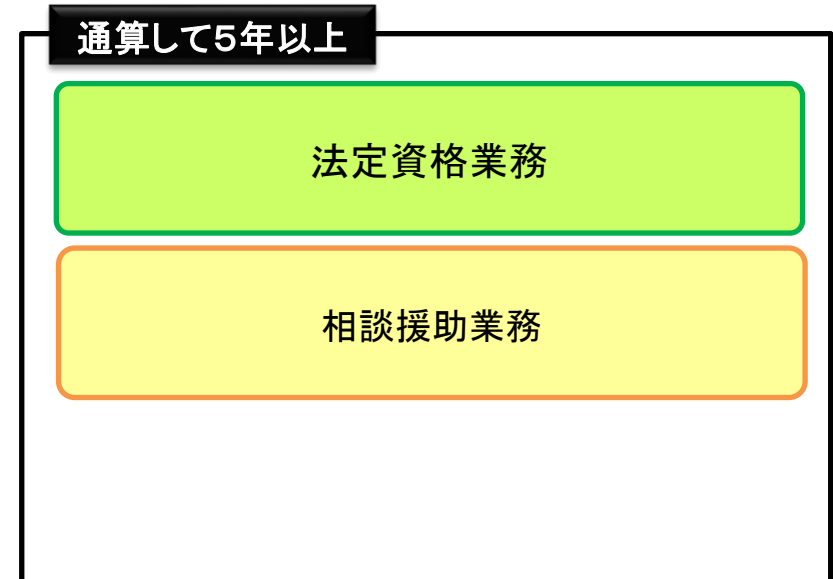 通算して５年以上
法定資格業務
相談援助業務